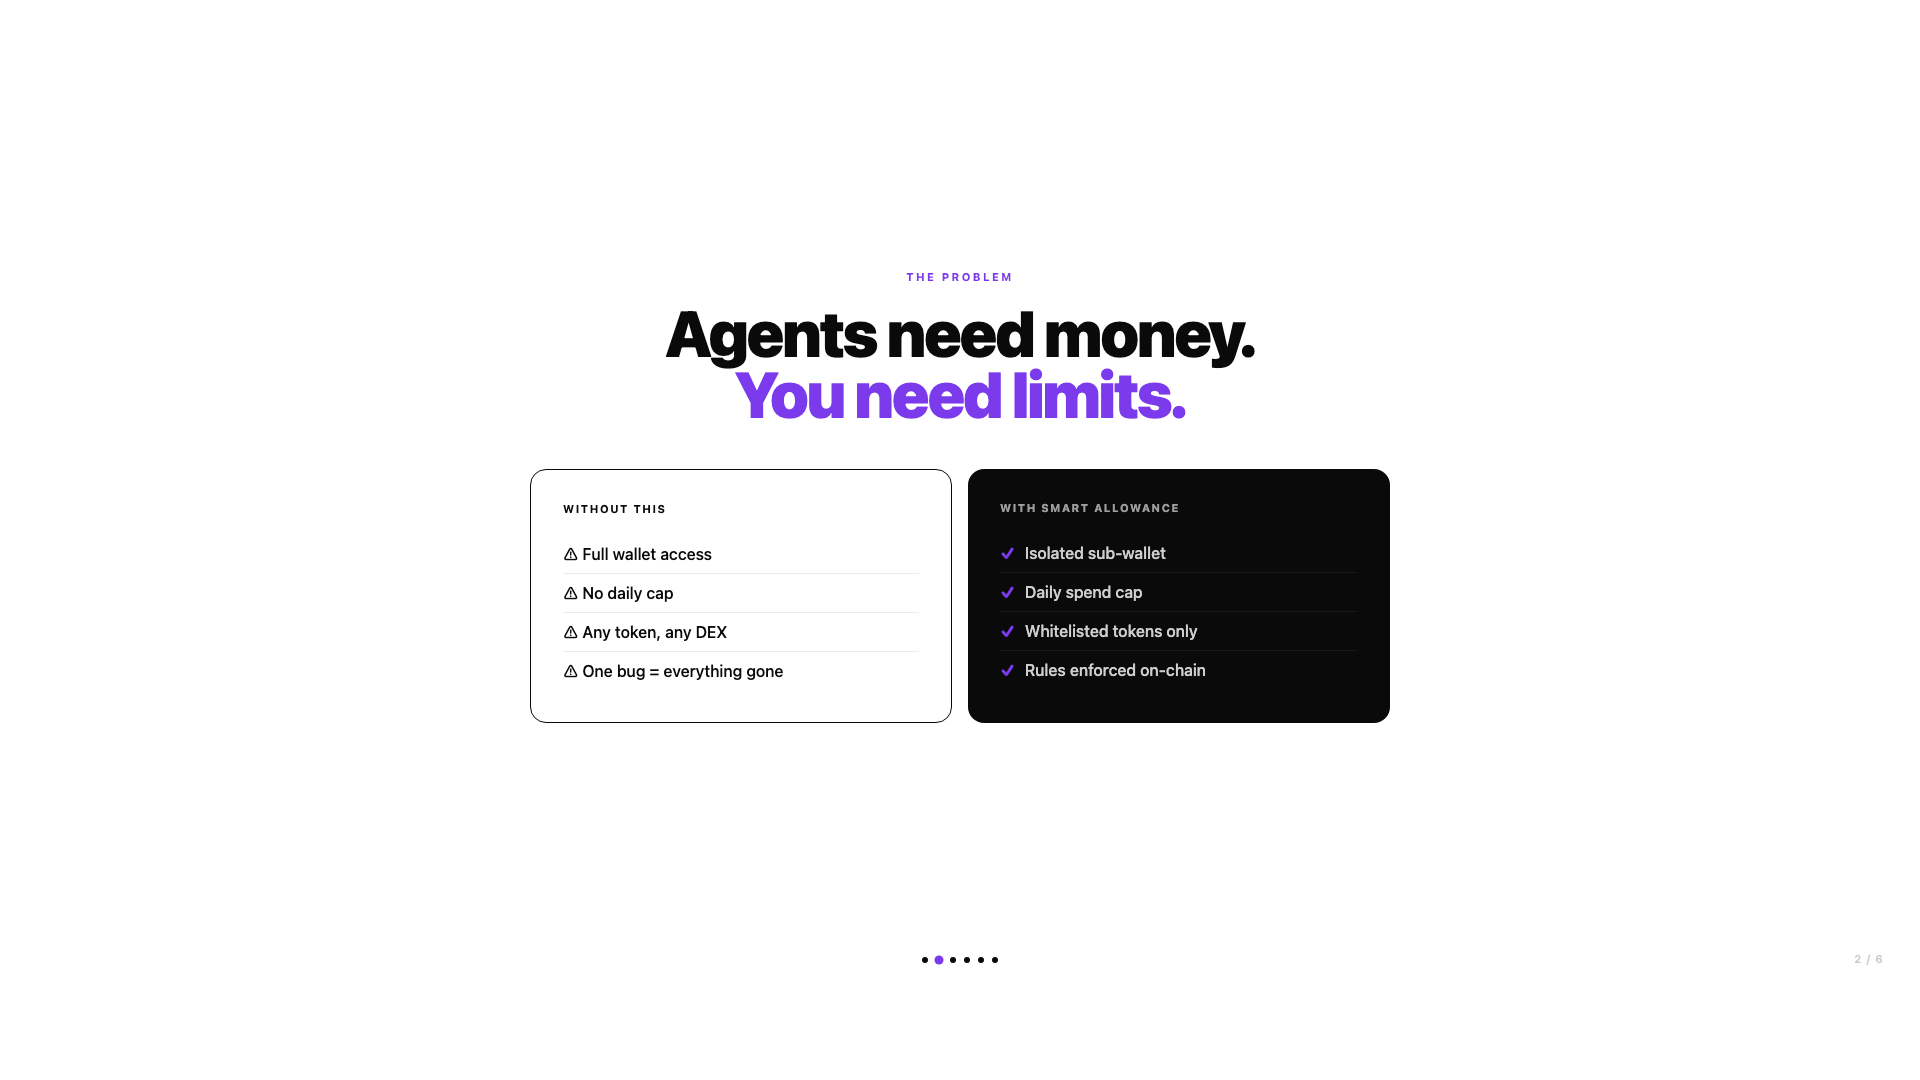 THE PROBLEM
Agents need money.
You need limits.
WITHOUT THIS
⚠ Full wallet access
⚠ No daily cap
⚠ Any token, any DEX
⚠ One bug = everything gone
WITH SMART ALLOWANCE
✓ Isolated sub-wallet
✓ Daily spend cap
✓ Whitelisted tokens only
✓ Rules enforced on-chain
2 / 6